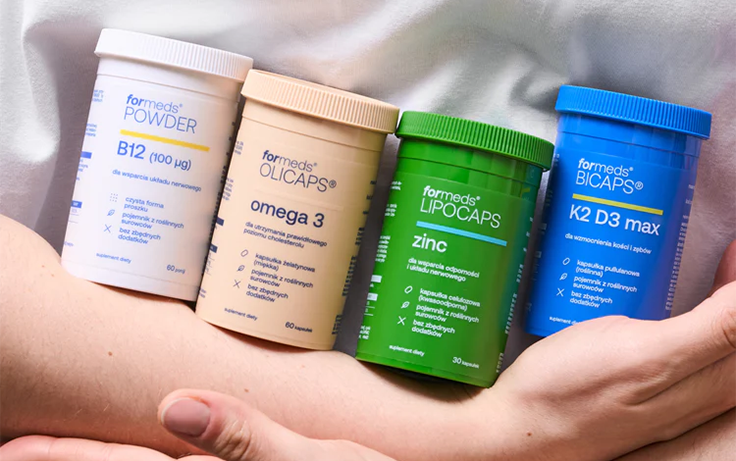 formeds®
POWDER
B12 (100 µg)
dla wsparcia układu nerwowego
czysta forma
proszku
pojemnik z roślinnych
surowców
bez zbędnych
dodatków
suplement diety
60 porcji
formeds®
OLICAPS®
omega 3
dla utrzymania prawidłowego
poziomu cholesterolu
kapsułka żelatynowa
(miękka)
pojemnik z roślinnych
surowców
bez zbędnych
dodatków
suplement diety
60 kapsułek
formeds®
LIPOCAPS
zinc
dla wsparcia odporności
i układu nerwowego
kapsułka celulozowa
(kwasoodporna)
pojemnik z roślinnych
surowców
bez zbędnych
dodatków
suplement diety
30 kapsułek
formeds®
BICAPS®
K2 D3 max
dla wzmocnienia kości i zębów
kapsułka pullulanowa
(roślinna)
pojemnik z roślinnych
surowców
bez zbędnych
dodatków
suplement diety